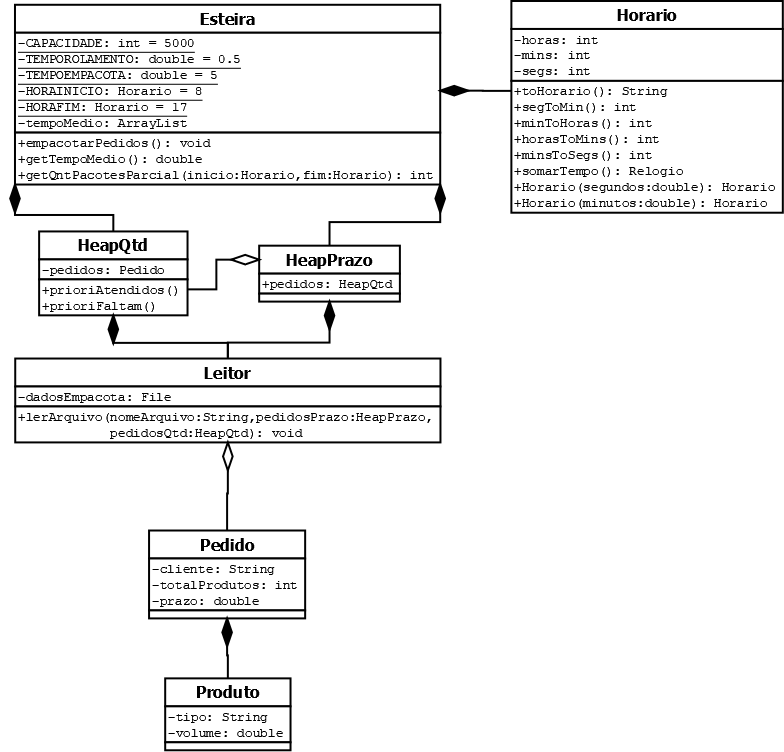 Esteira
-CAPACIDADE: int = 5000
-TEMPOROLAMENTO: double = 0.5
-TEMPOEMPACOTA: double = 5
-HORAINICIO: Horario = 8
-HORAFIM: Horario = 17
-tempoMedio: ArrayList
+empacotarPedidos(): void
+getTempoMedio(): double
+getQntPacotesParcial(inicio:Horario,fim:Horario): int
Horario
-horas: int
-mins: int
-segs: int
+toHorario(): String
+segToMin(): int
+minToHoras(): int
+horasToMins(): int
+minsToSegs(): int
+somarTempo(): Relogio
+Horario(segundos:double): Horario
+Horario(minutos:double): Horario
HeapQtd
-pedidos: Pedido
+prioriAtendidos()
+prioriFaltam()
HeapPrazo
+pedidos: HeapQtd
Leitor
-dadosEmpacota: File
+lerArquivo(nomeArquivo:String,pedidosPrazo:HeapPrazo,
pedidosQtd:HeapQtd): void
Pedido
-cliente: String
-totalProdutos: int
-prazo: double
Produto
-tipo: String
-volume: double